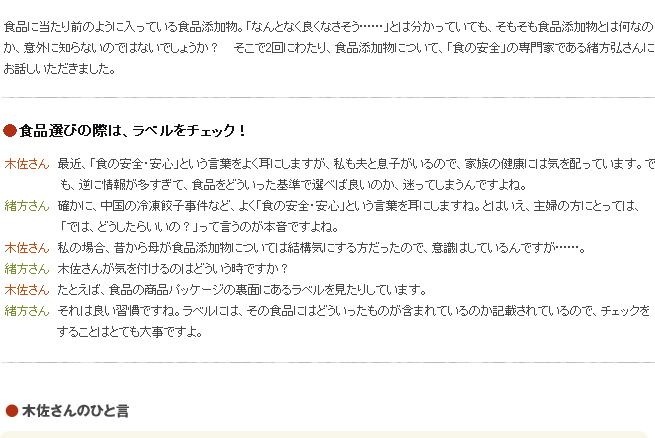 食品に当たり前のように入っている食品添加物。「なんとなく良くなさそう……」とは分かっていても、そもそも食品添加物とは何なの
か、意外に知らないのではないでしょうか？　そこで2回にわたり、食品添加物について、「食の安全」の専門家である緒方弘さんに
お話しいただきました。
●食品選びの際は、ラベルをチェック！
木佐さん 最近、「食の安全・安心」という言葉をよく耳にしますが、私も夫と息子がいるので、家族の健康には気を配っています。で
も、逆に情報が多すぎて、食品をどういった基準で選べば良いのか、迷ってしまうんですよね。
緒方さん 確かに、中国の冷凍餃子事件など、よく「食の安全・安心」という言葉を耳にしますね。とはいえ、主婦の方にとっては、
「では、どうしたらいいの？」って言うのが本音ですよね。
木佐さん 私の場合、昔から母が食品添加物については結構気にする方だったので、意識はしているんですが……。
緒方さん 木佐さんが気を付けるのはどういう時ですか？
木佐さん たとえば、食品の商品パッケージの裏面にあるラベルを見たりしています。
緒方さん それは良い習慣ですね。ラベルには、その食品にはどういったものが含まれているのか記載されているので、チェックを
することはとても大事ですよ。
●木佐さんのひと言